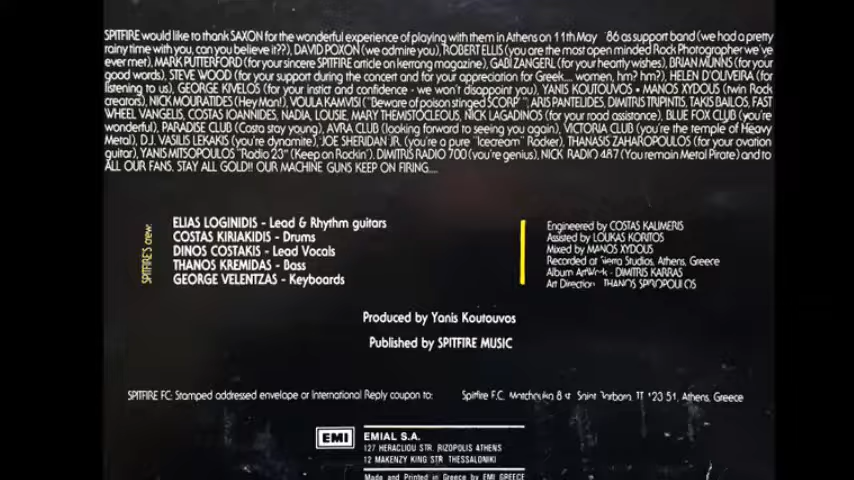 SPITFIRE would like to thank SAXON for the wonderful experience of playing with them in Athens on 11th May '86 as support band (we had a pretty
rainy time with you, can you believe it??), DAVID POXON (we admire you), ROBERT ELLIS (you are the most open minded Rock Photographer we've
ever met), MARK PUTTERFORD (for your sincere SPITFIRE article on kerrang magazine), GABI ZANGERL (for your heartly wishes), BRIAN MUNNS (for your
good words), STEVE WOOD (for your support during the concert and for your appreciation for Greek.... women, hm? hm?), HELEN D'OLIVEIRA (for
listening to us), GEORGE KIVELOS (for your instict and confidence - we won't disappoint you), YANIS KOUTOUVOS • MANOS XYDOUS (twin Rock
creators), NICK MOURATIDES (Hey Man!), VOULA KAMVISI ("Beware of poison stinged SCORP"), ARIS PANTELIDES, DIMITRIS TRIPINTIS, TAKIS BAILOS, FAST
WHEEL VANGELIS, COSTAS IOANNIDES, NADIA, LOUSIE, MARY THEMISTOCLEOUS, NICK LAGADINOS (for your road assistance), BLUE FOX CLUB (you're
wonderful), PARADISE CLUB (Costa stay young), AVRA CLUB (looking forward to seeing you again), VICTORIA CLUB (you're the temple of Heavy
Metal), D.J. VASILIS LEKAKIS (you're dynamite), JOE SHERIDAN JR. (you're a pure "Icecream" Rocker), THANASSIS ZAHAROPOULOS (for your ovation
guitar), YANIS MITSOPOULOS "Radio 23" (Keep on Rockin'), DIMITRIS RADIO 700 (you're genius), NICK RADIO 487 (You remain Metal Pirate) and to
ALL OUR FANS. STAY ALL GOLD!! OUR MACHINE GUNS KEEP ON FIRING....
SPITFIRE's crew:
ELIAS LOGINIDIS - Lead & Rhythm guitars
COSTAS KIRIAKIDIS - Drums
DINOS COSTAKIS - Lead Vocals
THANOS KREMIDAS - Bass
GEORGE VELENTZAS - Keyboards
Engineered by COSTAS KALIMERIS
Assisted by LOUKAS KORITOS
Mixed by MANOS XYDOUS
Recorded at Sierra Studios, Athens, Greece
Album ArtWork - DIMITRIS KARRAS
Art Direction THANOS SPIROPOULOS
Produced by Yanis Koutouvos
Published by SPITFIRE MUSIC
SPITFIRE FC: Stamped addressed envelope or International Reply coupon to:
Spitfire F.C. 8 st. Saint 123 51, Athens, Greece
EMI
EMIAL S.A.
127 HERACLIOU STR. RIZOPOLIS ATHENS
12 MAKENZY KING STR THESSALONIKI
Made and Printed in Greece by EMI GREECE